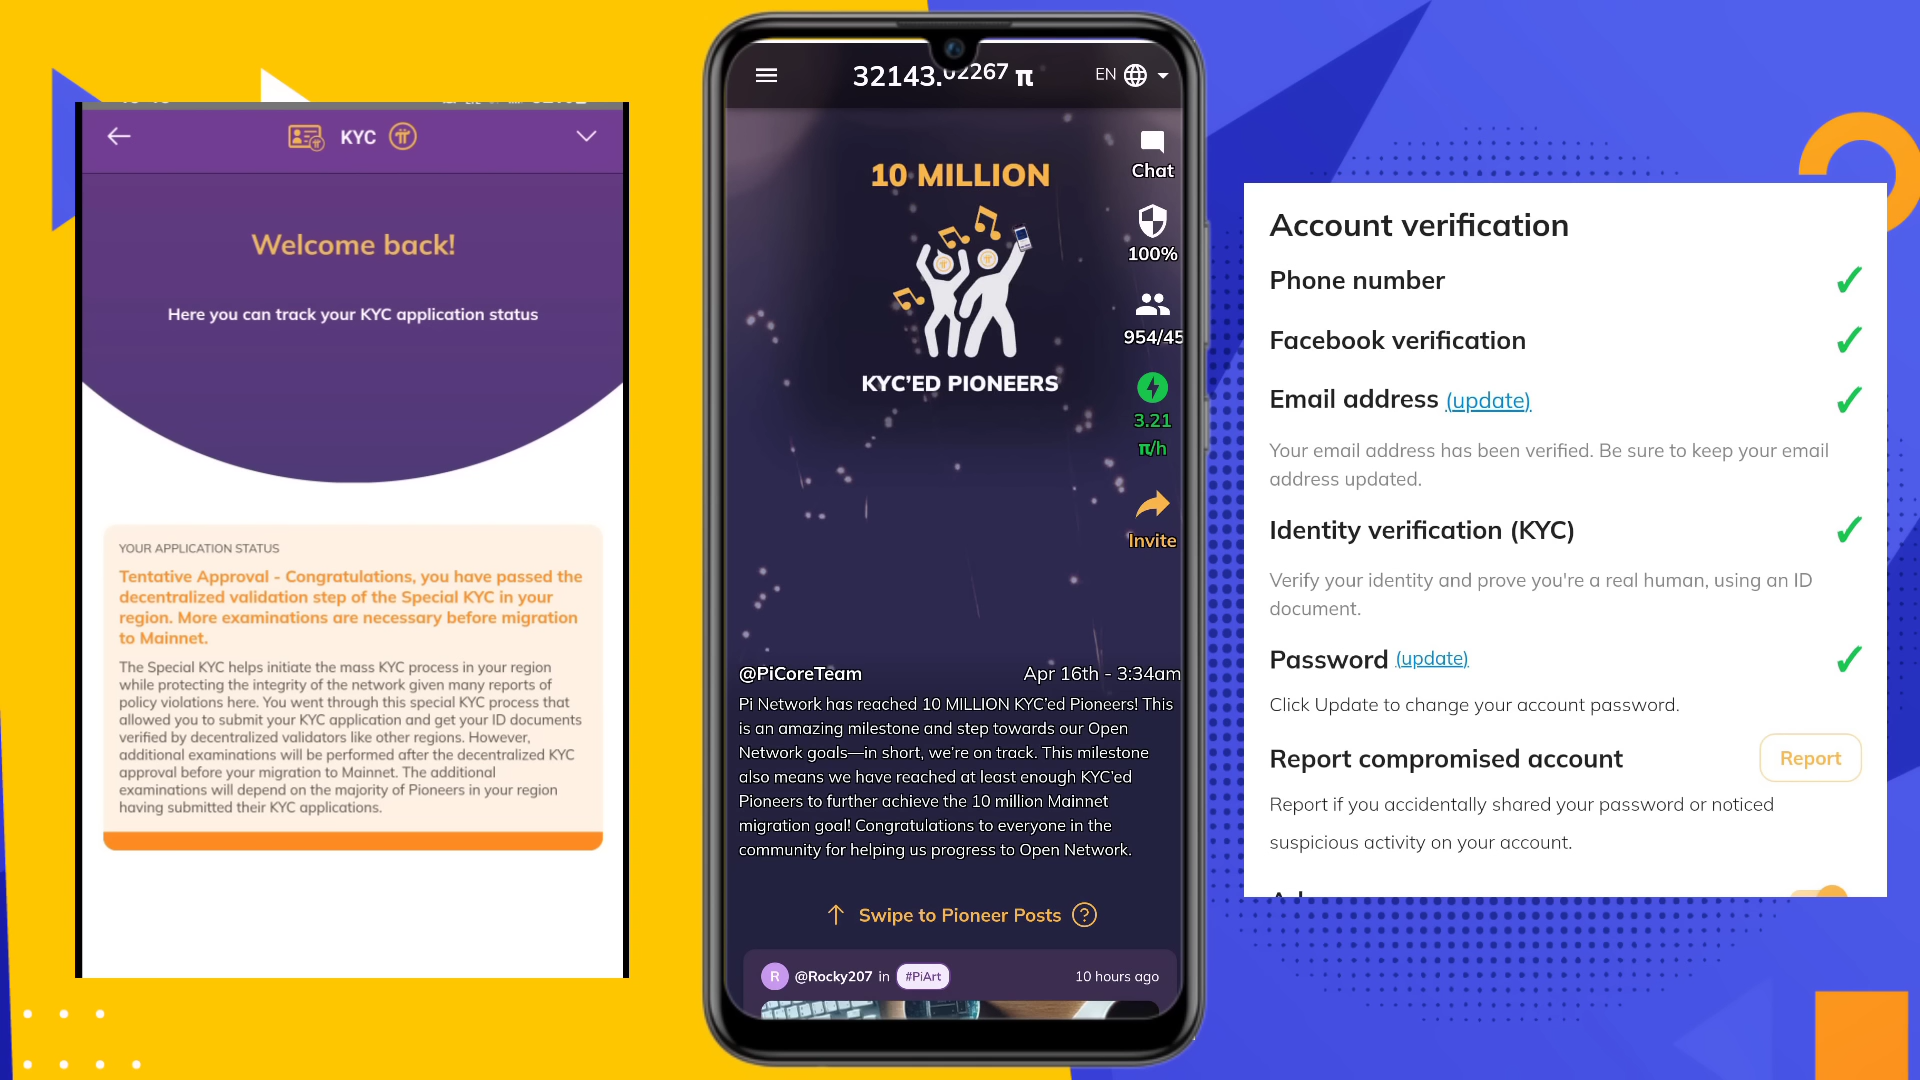 KYC
Welcome back!
Here you can track your KYC application status
YOUR APPLICATION STATUS
Tentative Approval - Congratulations, you have passed the
decentralized validation step of the Special KYC in your
region. More examinations are necessary before migration
to Mainnet.
The Special KYC helps initiate the mass KYC process in your region
while protecting the integrity of the network given many reports of
policy violations here. You went through this special KYC process that
allowed you to submit your KYC application and get your ID documents
verified by decentralized validators like other regions. However,
additional examinations will be performed after the decentralized KYC
approval before your migration to Mainnet. The additional
examinations will depend on the majority of Pioneers in your region
having submitted their KYC applications.
32143.02267 π
EN
10 MILLION
KYC'ED PIONEERS
Chat
100%
954/45
3.21
π/h
Invite
@PiCoreTeam Apr 16th - 3:34am
Pi Network has reached 10 MILLION KYC'ed Pioneers! This
is an amazing milestone and step towards our Open
Network goals—in short, we're on track. This milestone
also means we have reached at least enough KYC'ed
Pioneers to further achieve the 10 million Mainnet
migration goal! Congratulations to everyone in the
community for helping us progress to Open Network.
Swipe to Pioneer Posts ?
R @Rocky207 in #PiArt 10 hours ago
Account verification
Phone number
Facebook verification
Email address (update)
Your email address has been verified. Be sure to keep your email
address updated.
Identity verification (KYC)
Verify your identity and prove you're a real human, using an ID
document.
Password (update)
Click Update to change your account password.
Report compromised account Report
Report if you accidentally shared your password or noticed
suspicious activity on your account.